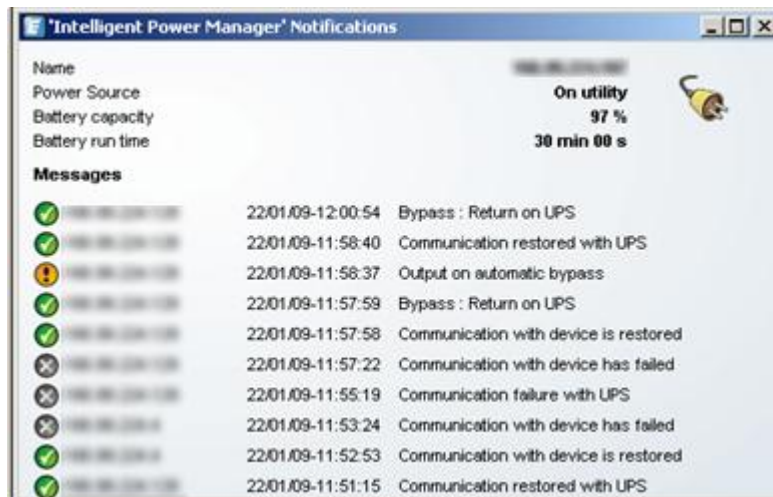 'Intelligent Power Manager' Notifications
Name
Power Source On utility
Battery capacity 97 %
Battery run time 30 min 00 s
Messages
22/01/09-12:00:54 Bypass : Return on UPS
22/01/09-11:58:40 Communication restored with UPS
22/01/09-11:58:37 Output on automatic bypass
22/01/09-11:57:59 Bypass : Return on UPS
22/01/09-11:57:58 Communication with device is restored
22/01/09-11:57:22 Communication with device has failed
22/01/09-11:55:19 Communication failure with UPS
22/01/09-11:53:24 Communication with device has failed
22/01/09-11:52:53 Communication with device is restored
22/01/09-11:51:15 Communication restored with UPS